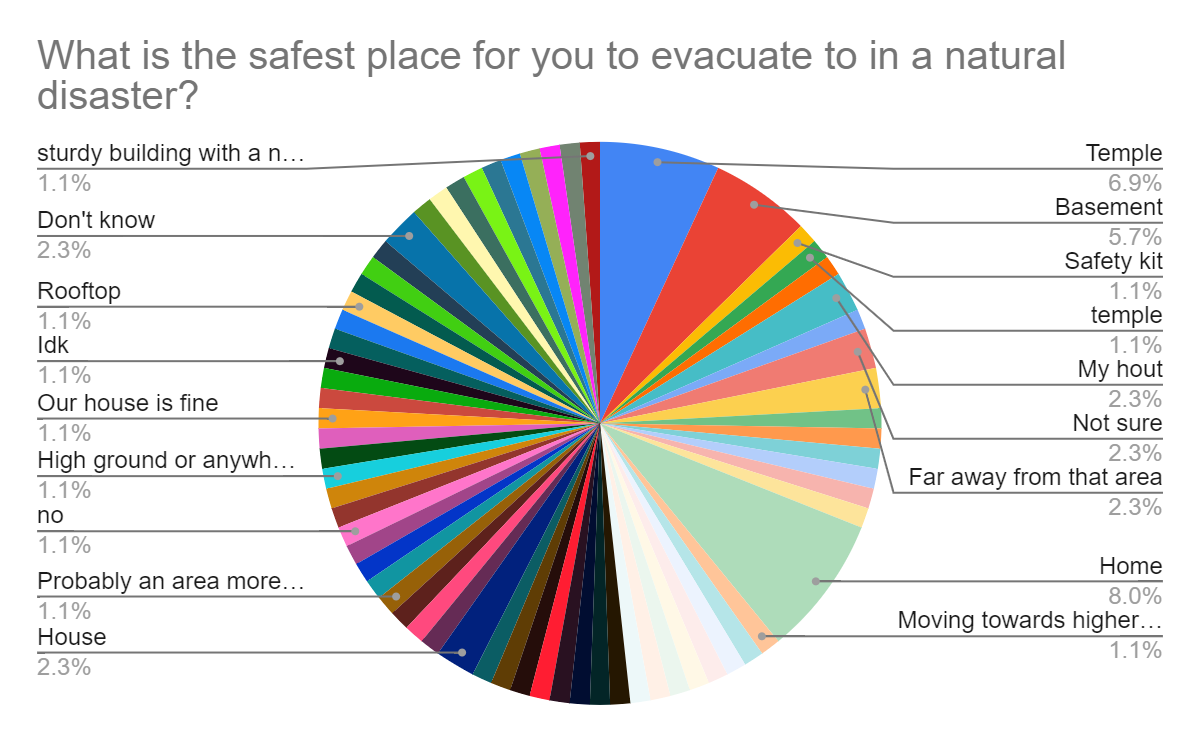 What is the safest place for you to evacuate to in a natural
disaster?
sturdy building with a n…
1.1%
Don't know
2.3%
Rooftop
1.1%
Idk
1.1%
Our house is fine
1.1%
High ground or anywh…
1.1%
no
1.1%
Probably an area more…
1.1%
House
2.3%
Temple
6.9%
Basement
5.7%
Safety kit
1.1%
temple
1.1%
My hout
2.3%
Not sure
2.3%
Far away from that area
2.3%
Home
8.0%
Moving towards higher…
1.1%